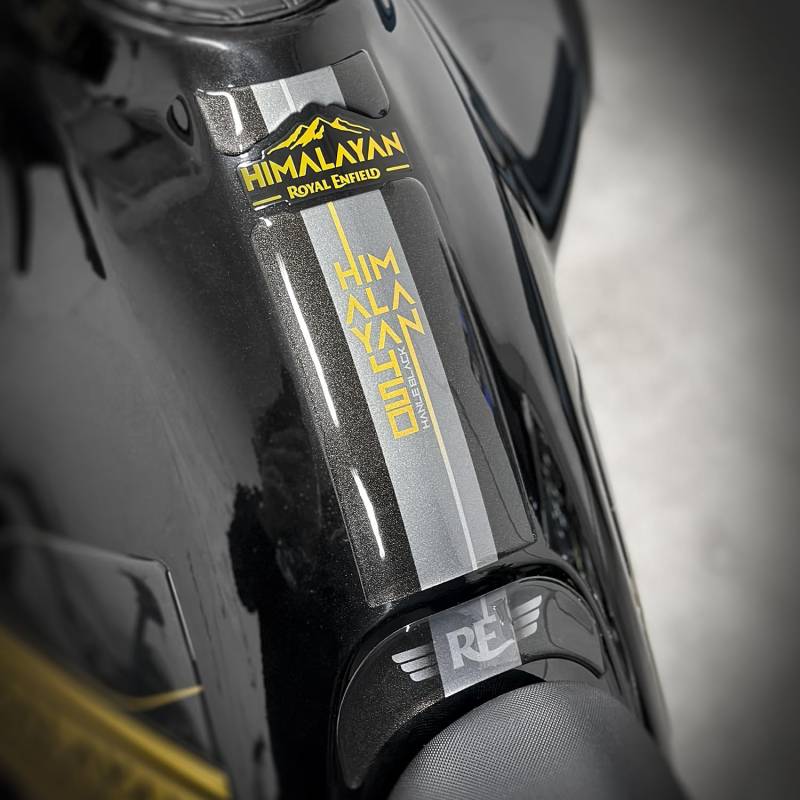 HIMALAYAN
ROYAL ENFIELD
HIM
ALA
YAN
450
HANLE BLACK
RE